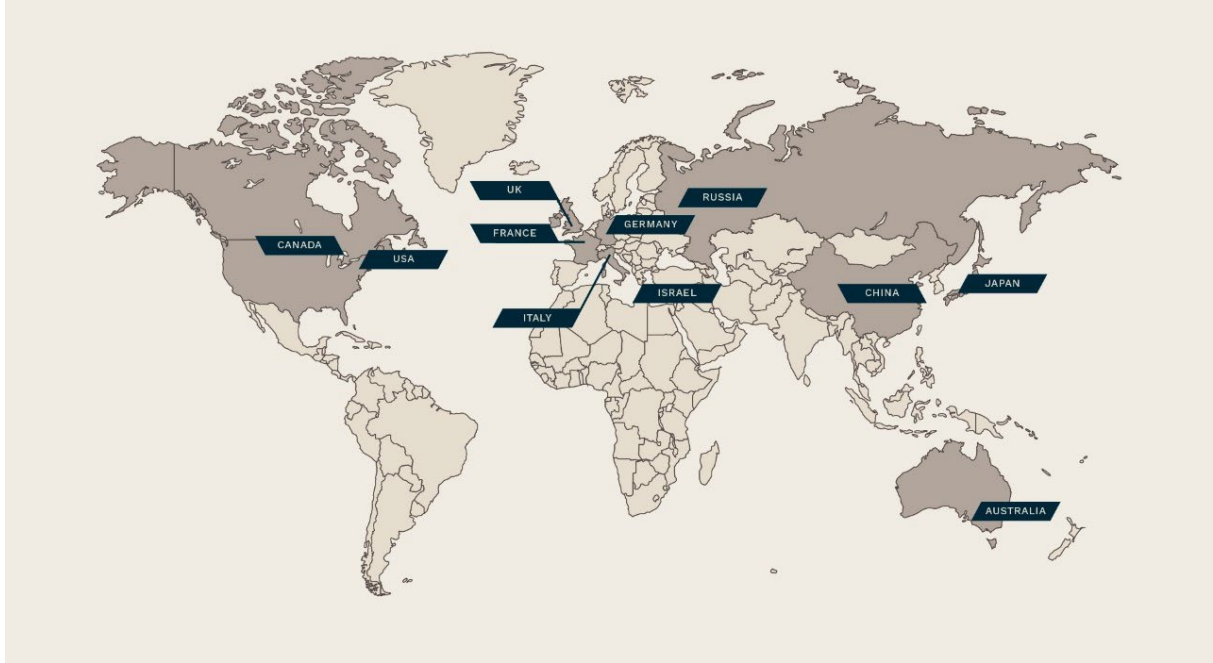 UK
RUSSIA
GERMANY
FRANCE
CANADA
USA
JAPAN
ISRAEL
CHINA
ITALY
AUSTRALIA